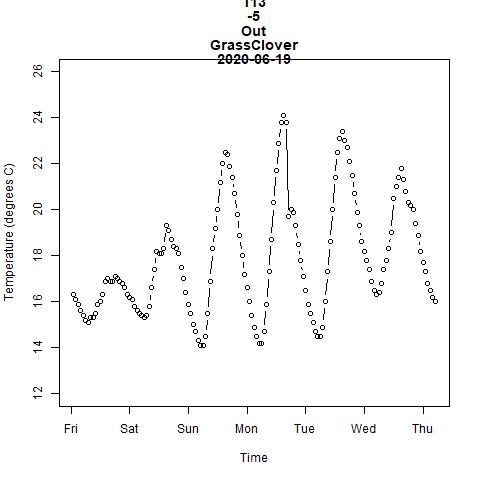 113
-5
Out
GrassClover
2020-06-19
Temperature (degrees C)
26
24
22
20
18
16
14
12
Fri Sat Sun Mon Tue Wed Thu
Time